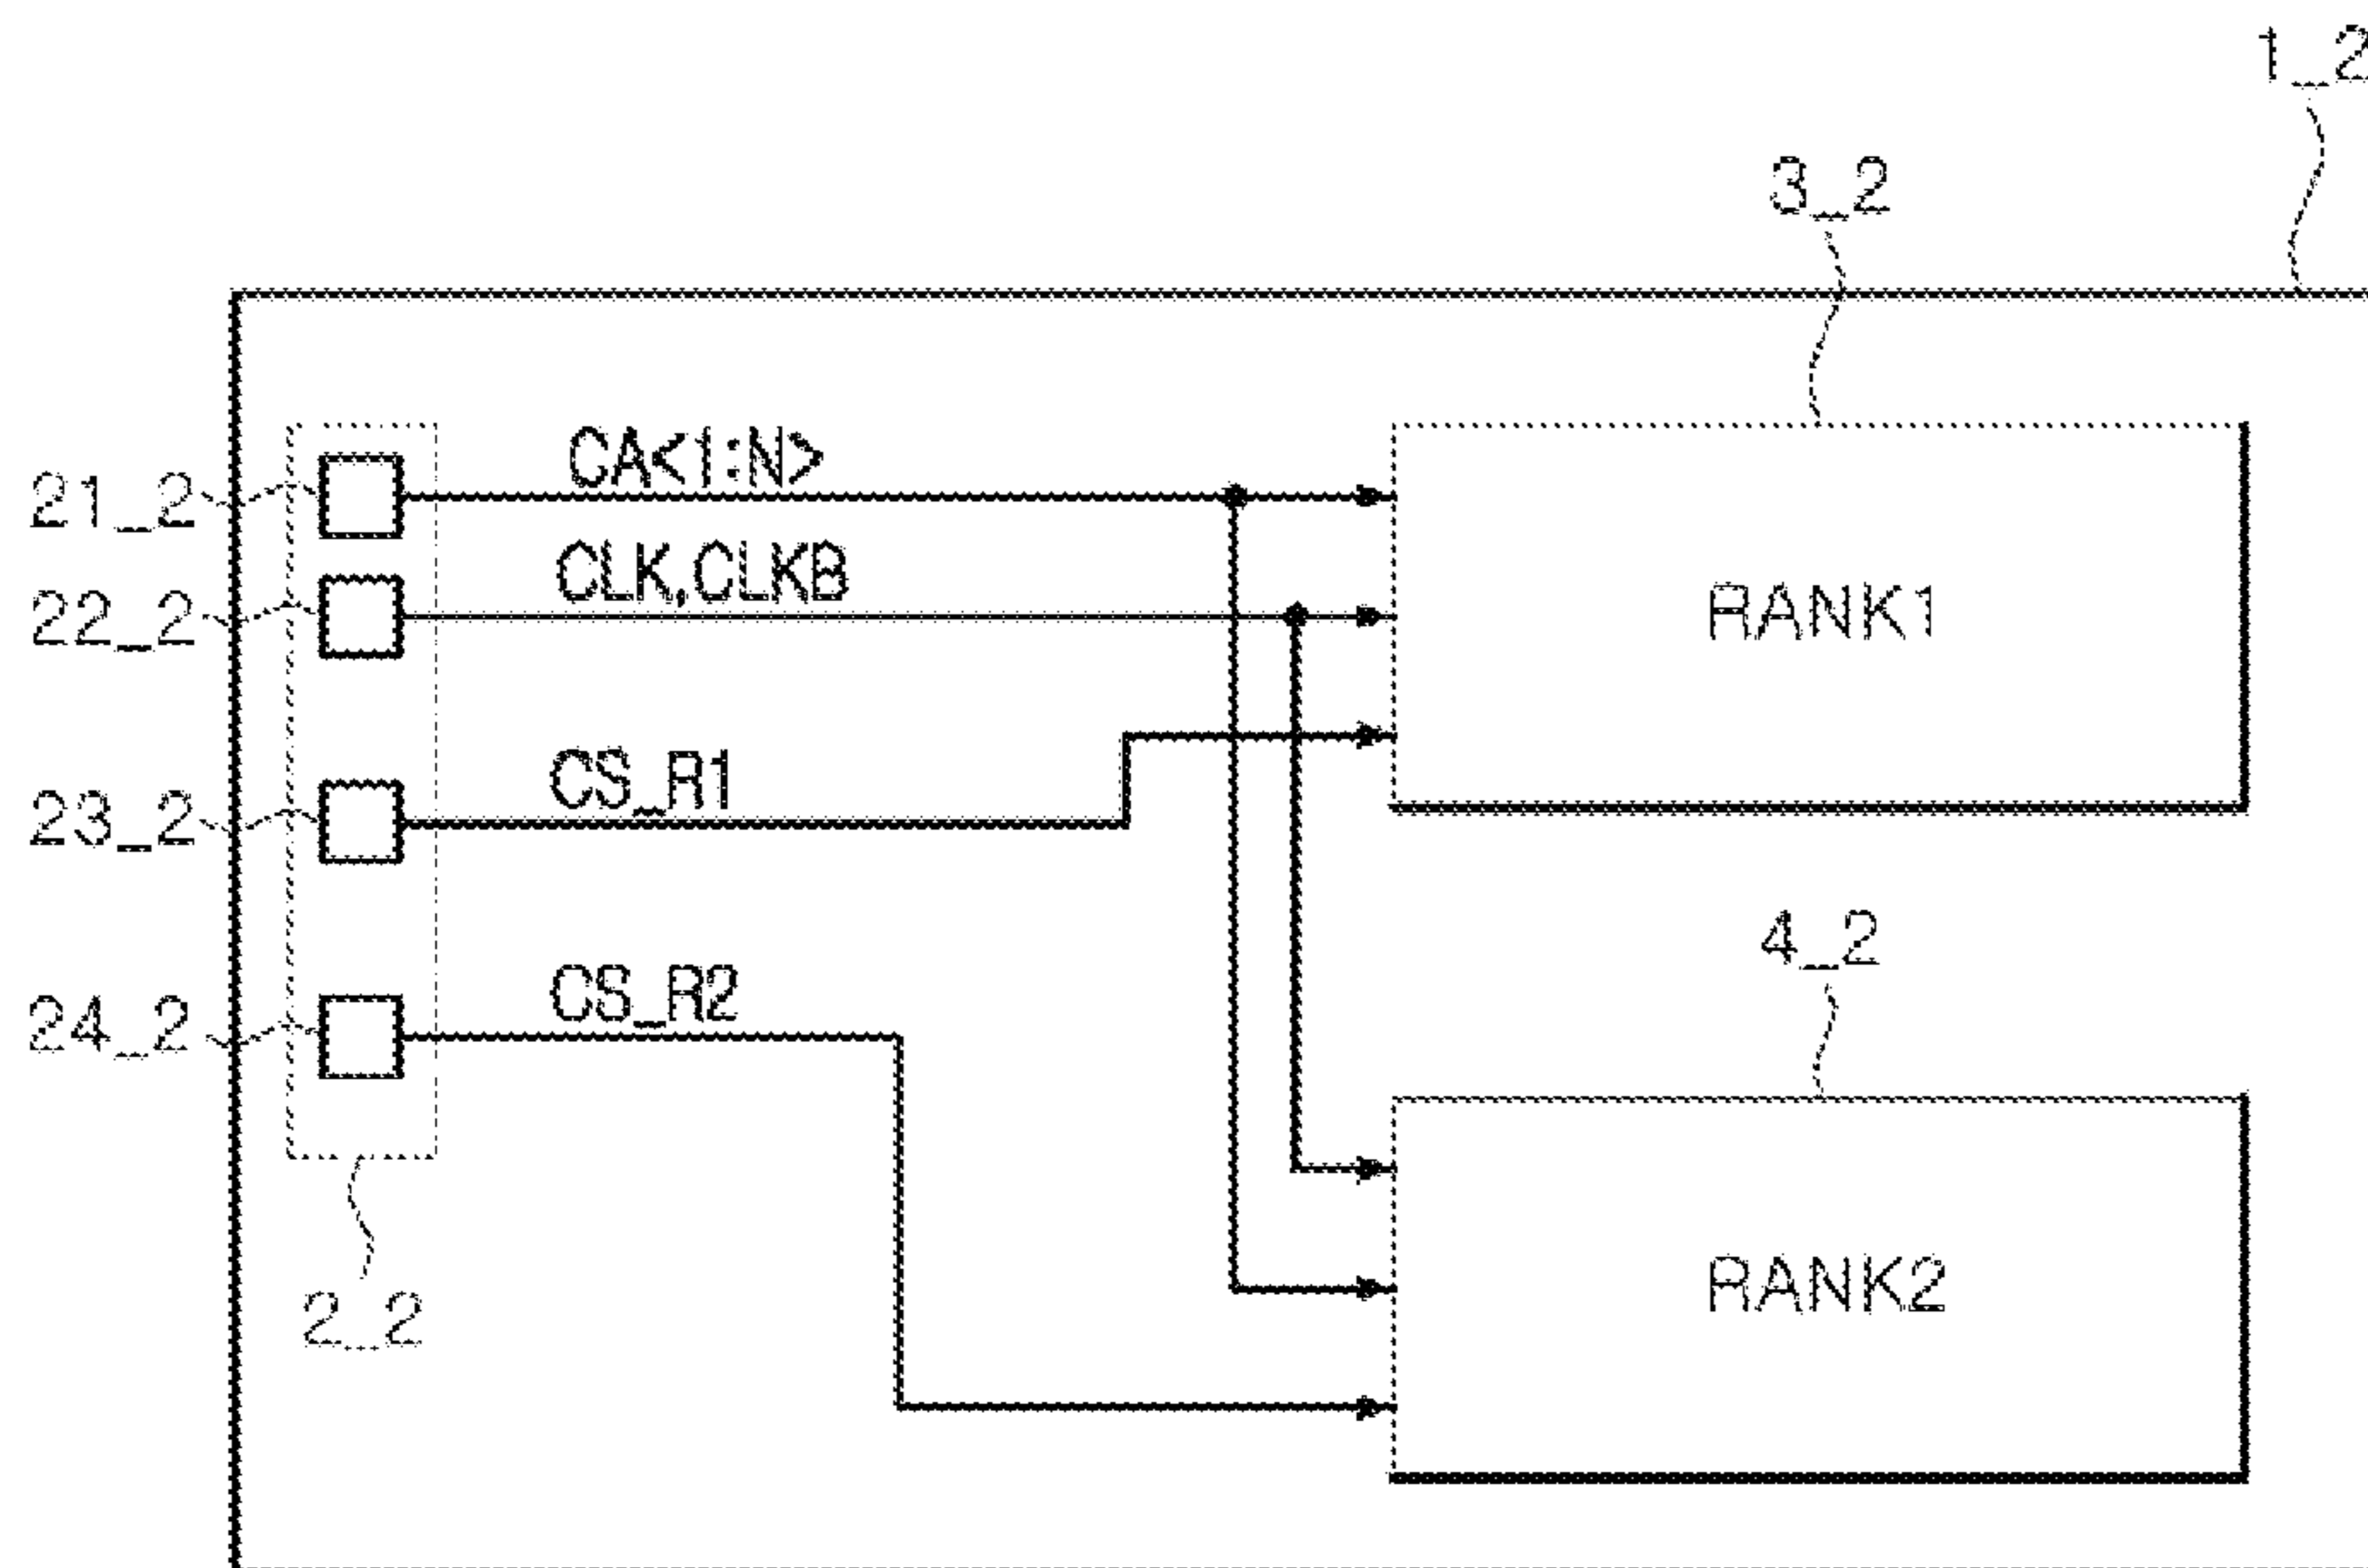 1_2
3_2
CA<1:N>
21_2
CLK,CLKB
22_2
RANK1
CS_R1
23_2
4_2
CS_R2
24_2
RANK2
2_2